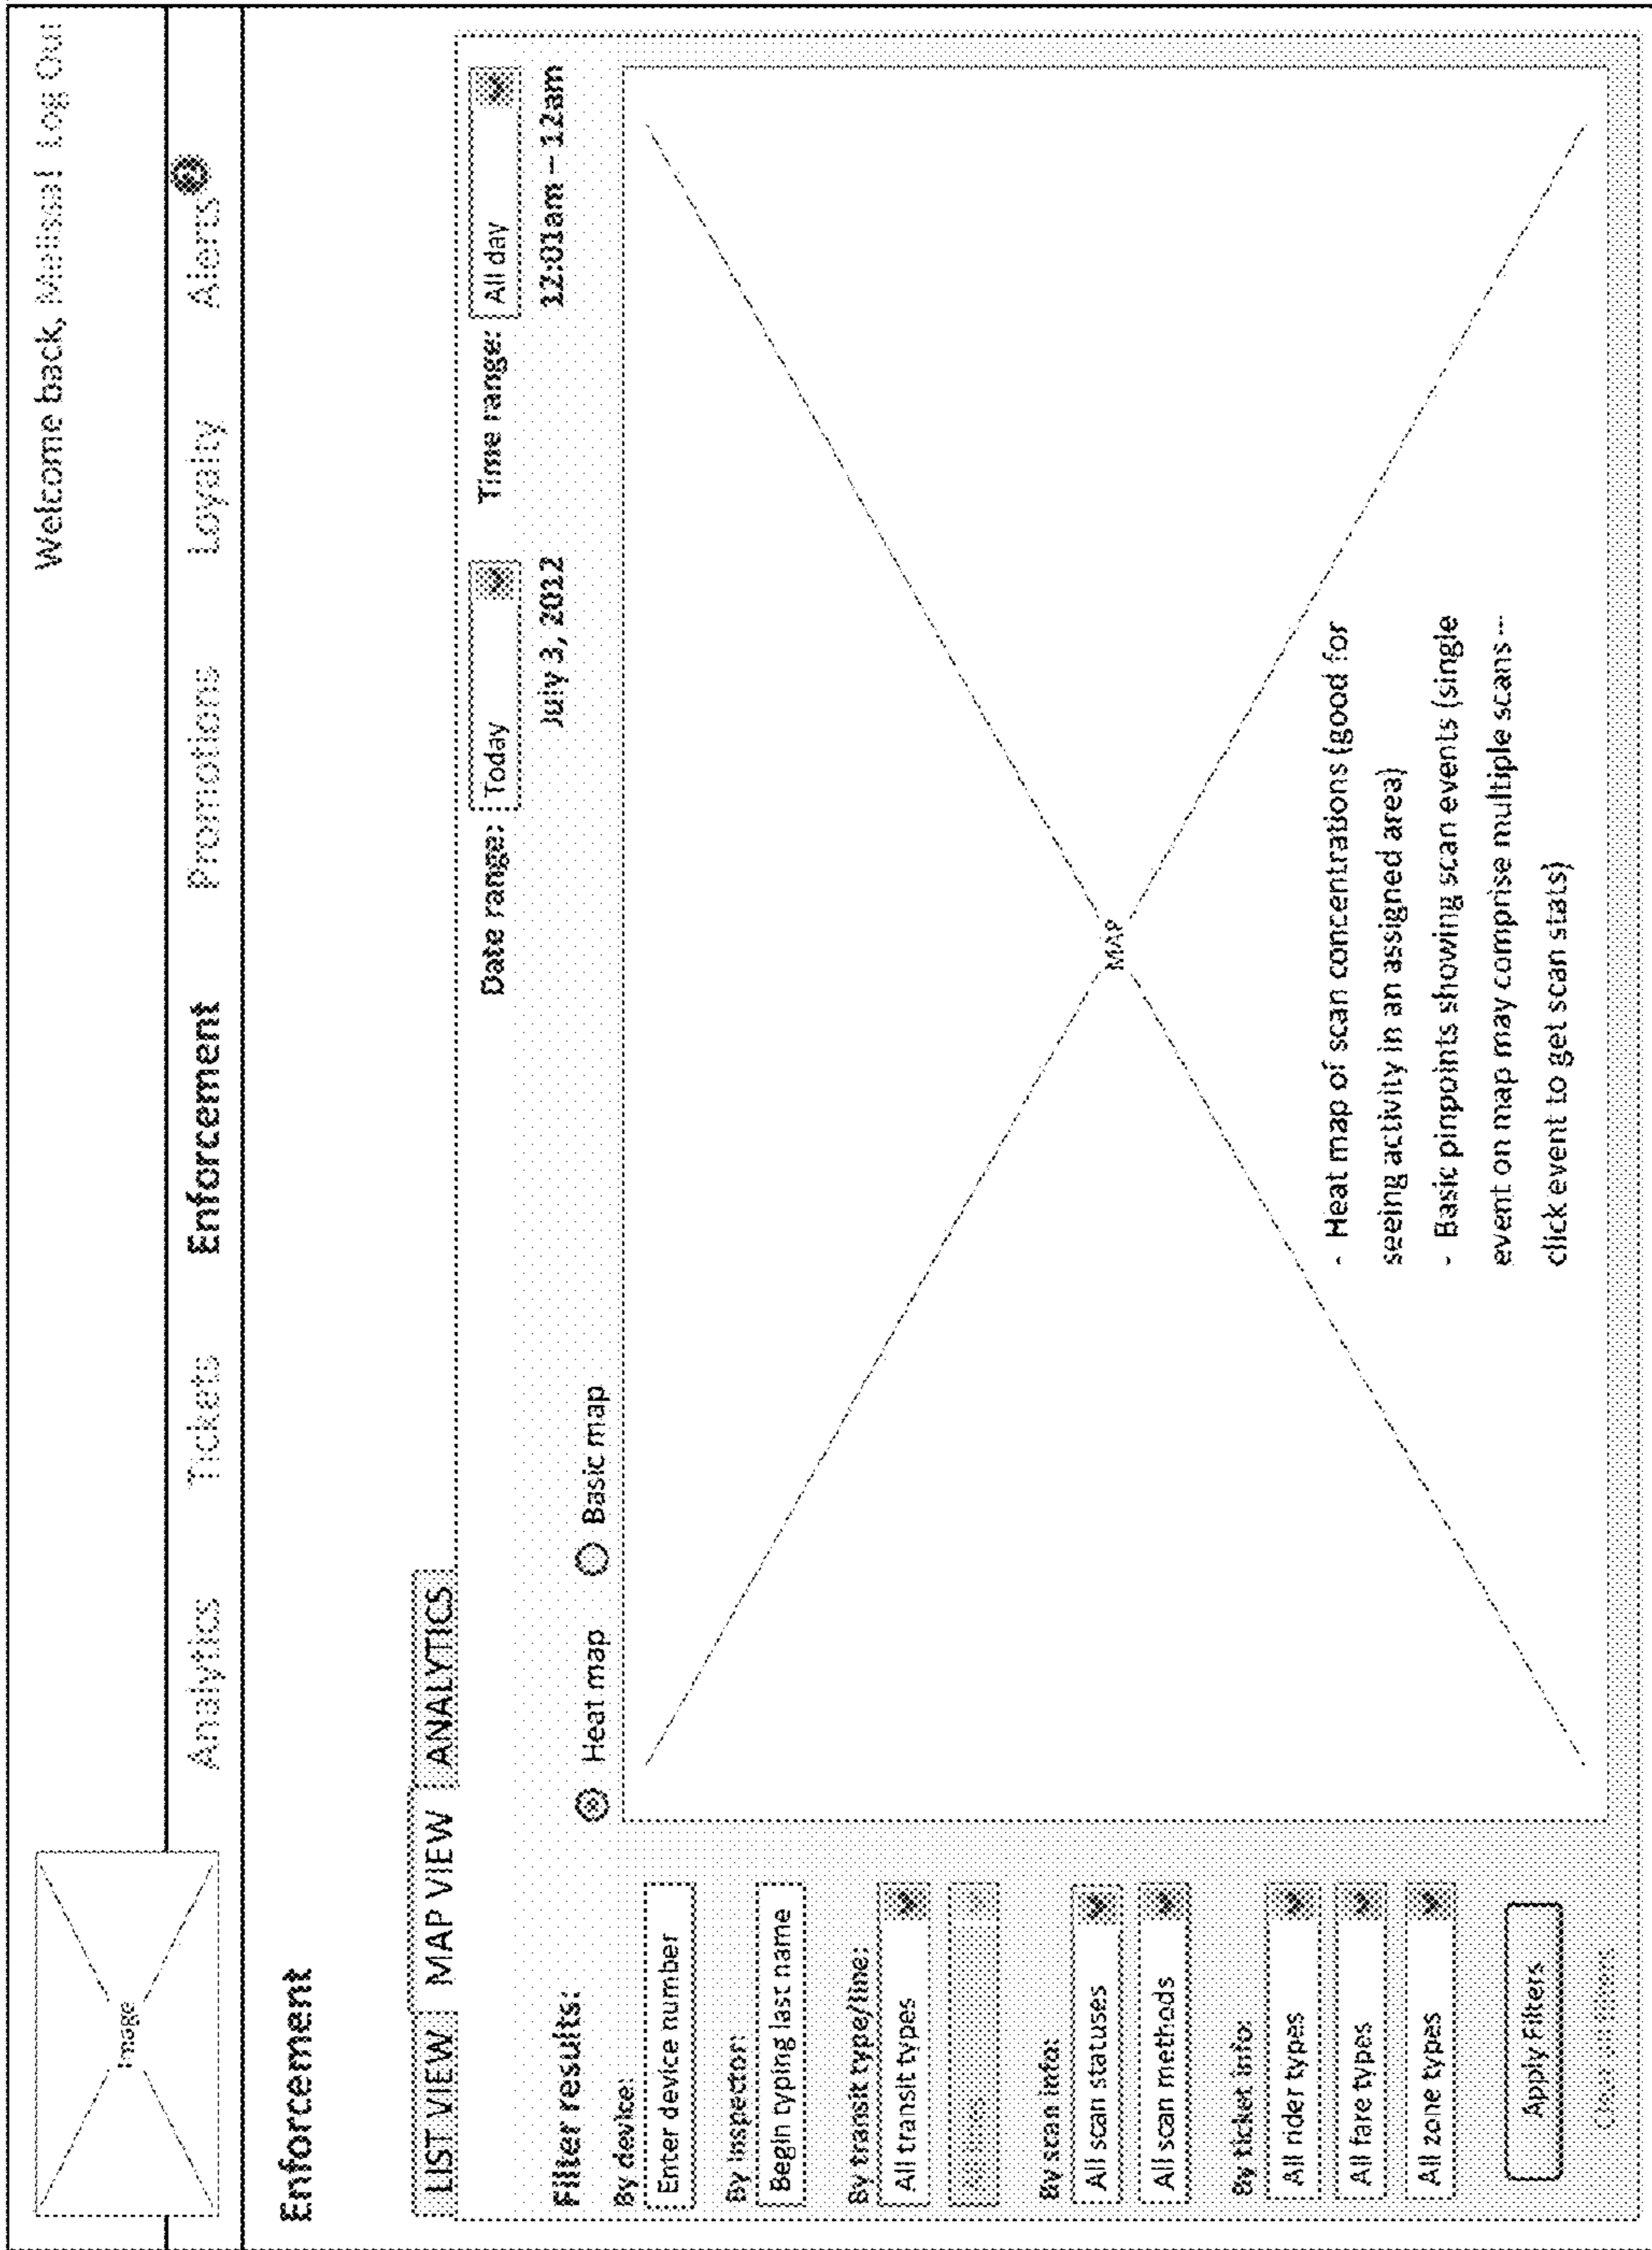 Welcome back, Melissa! Log Out
Image
Analytics Tickets Enforcement Promotions Loyalty Alerts
Enforcement
LIST VIEW MAP VIEW ANALYTICS
Date range: Today Time range: All day
July 3, 2012 12:01am – 12am
Filter results:
Heat map Basic map
By device:
Enter device number
By inspector:
Begin typing last name
By transit type/line:
All transit types
By scan info:
All scan statuses
All scan methods
By ticket info:
All rider types
All fare types
All zone types
Apply Filters
Clear all filters
MAP
- Heat map of scan concentrations (good for
seeing activity in an assigned area)
- Basic pinpoints showing scan events (single
event on map may comprise multiple scans --
click event to get scan stats)